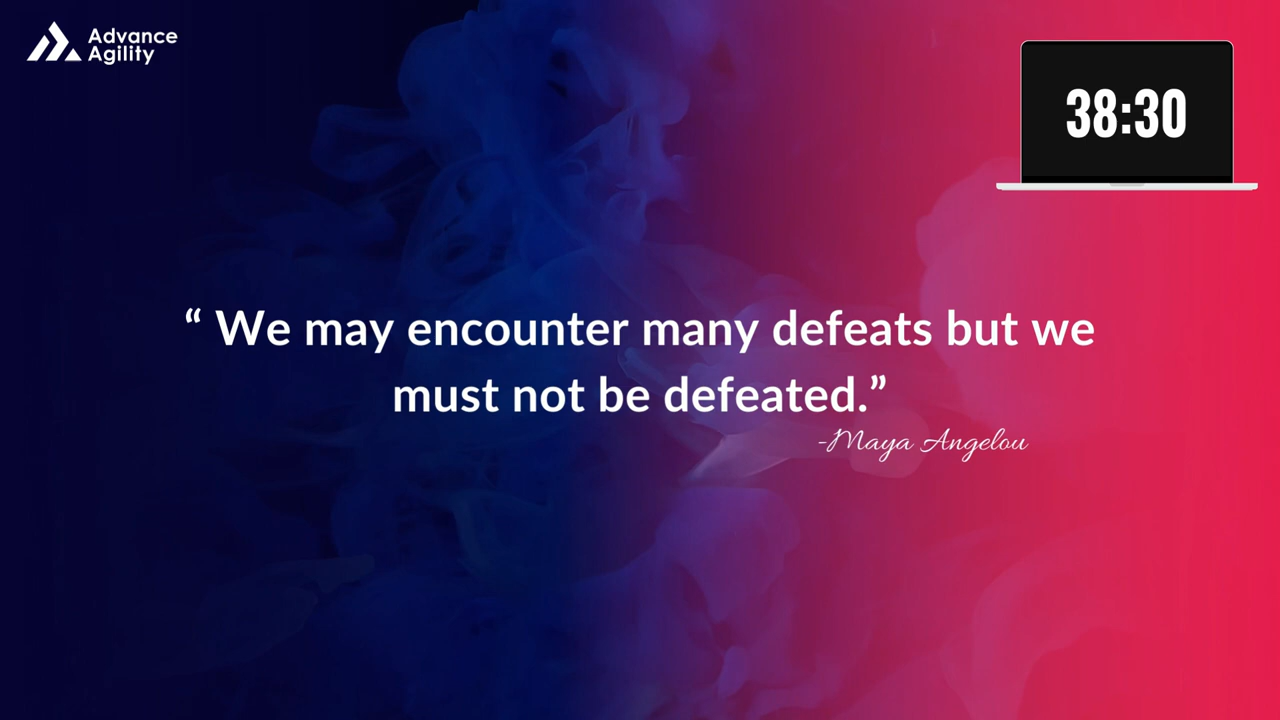 Advance
Agility
38:30
“ We may encounter many defeats but we
must not be defeated.”
-Maya Angelou